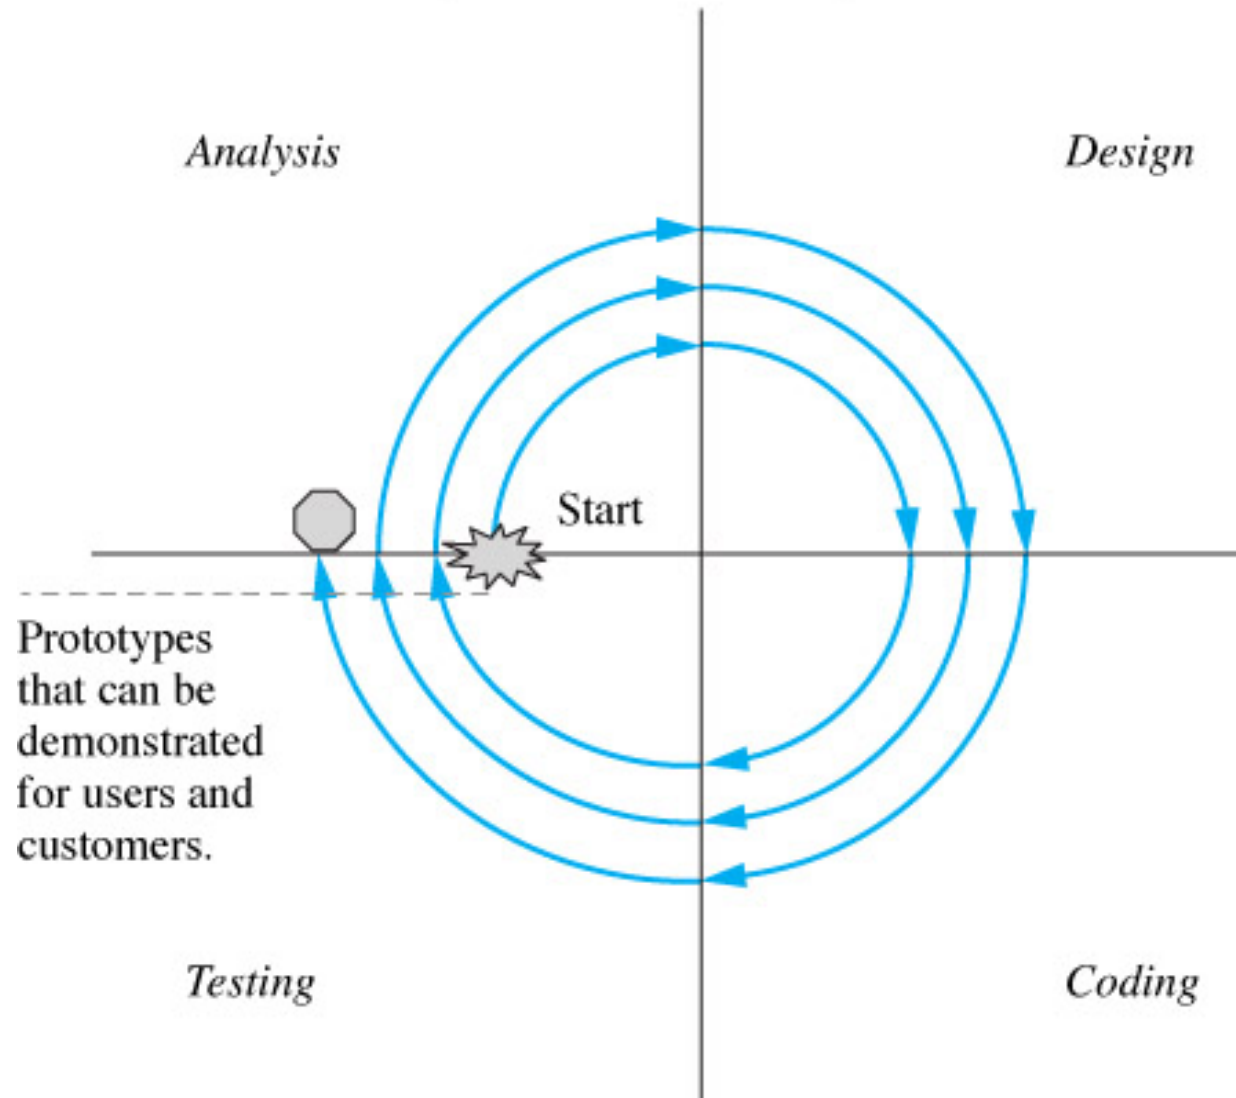 Analysis
Design
Start
Prototypes
that can be
demonstrated
for users and
customers.
Testing
Coding